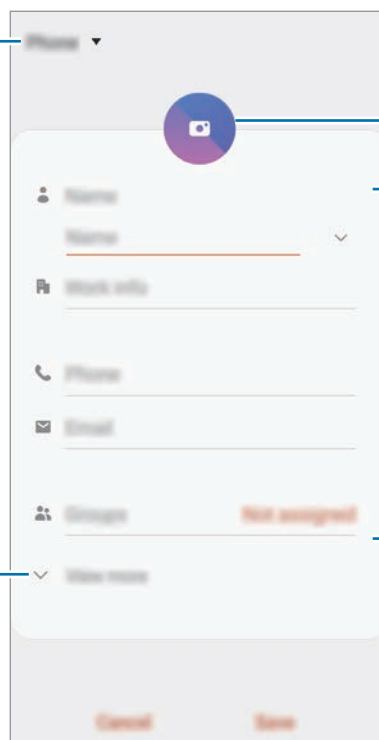 Phone
Name
Name
Work info
Phone
Email
Groups Not assigned
View more
Cancel Save